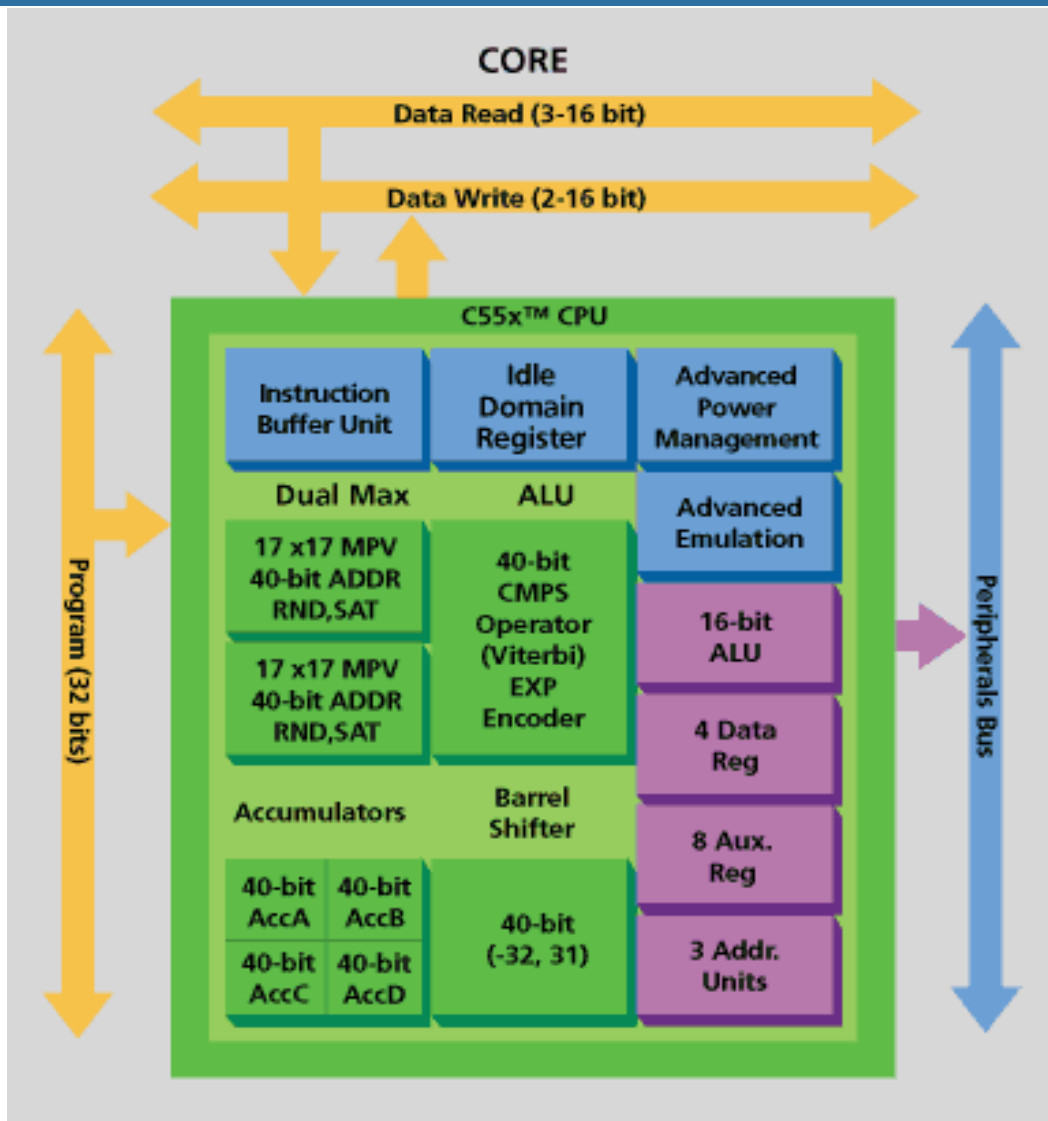 CORE
Data Read (3-16 bit)
Data Write (2-16 bit)
C55x™ CPU
Instruction
Buffer Unit
Idle
Domain
Register
Advanced
Power
Management
Dual Max
ALU
Advanced
Emulation
17 x17 MPV
40-bit ADDR
RND,SAT
17 x17 MPV
40-bit ADDR
RND,SAT
40-bit
CMPS
Operator
(Viterbi)
EXP
Encoder
16-bit
ALU
4 Data
Reg
Accumulators
Barrel
Shifter
8 Aux.
Reg
40-bit
AccA
40-bit
AccB
40-bit
AccC
40-bit
AccD
40-bit
(-32, 31)
3 Addr.
Units
Program (32 bits)
Peripherals Bus